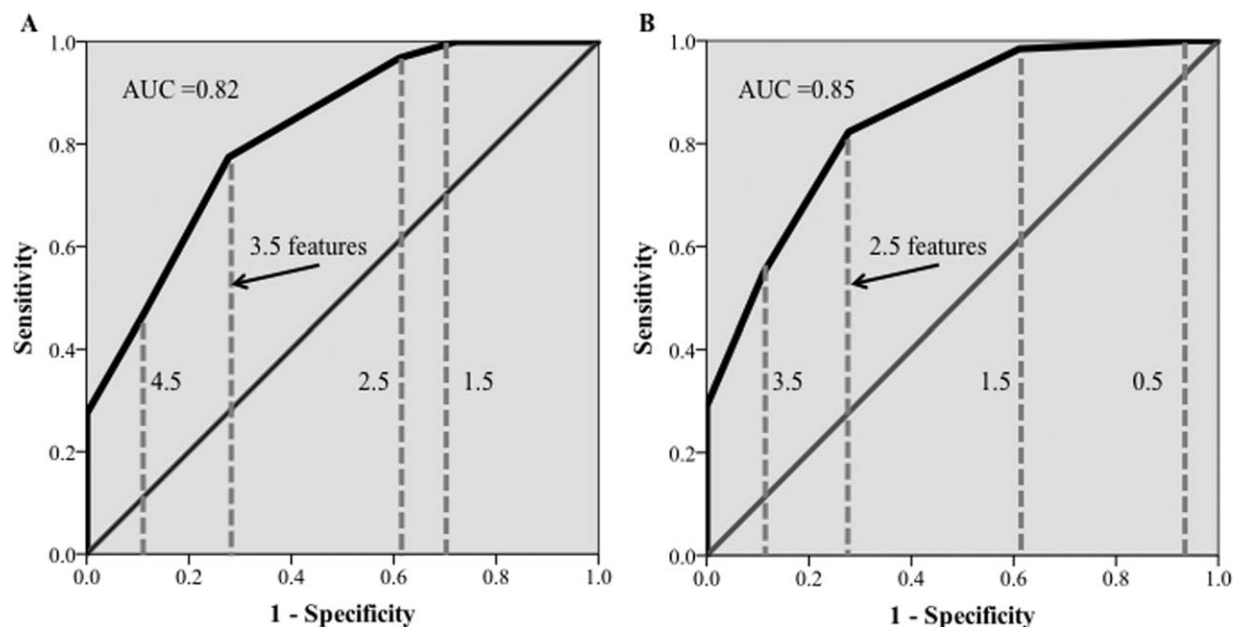 A
B
AUC =0.82
AUC =0.85
3.5 features
2.5 features
4.5
2.5
1.5
3.5
1.5
0.5
Sensitivity
Sensitivity
1.0
0.8
0.6
0.4
0.2
0.0
1.0
0.8
0.6
0.4
0.2
0.0
0.0 0.2 0.4 0.6 0.8 1.0
0.0 0.2 0.4 0.6 0.8 1.0
1 - Specificity
1 - Specificity